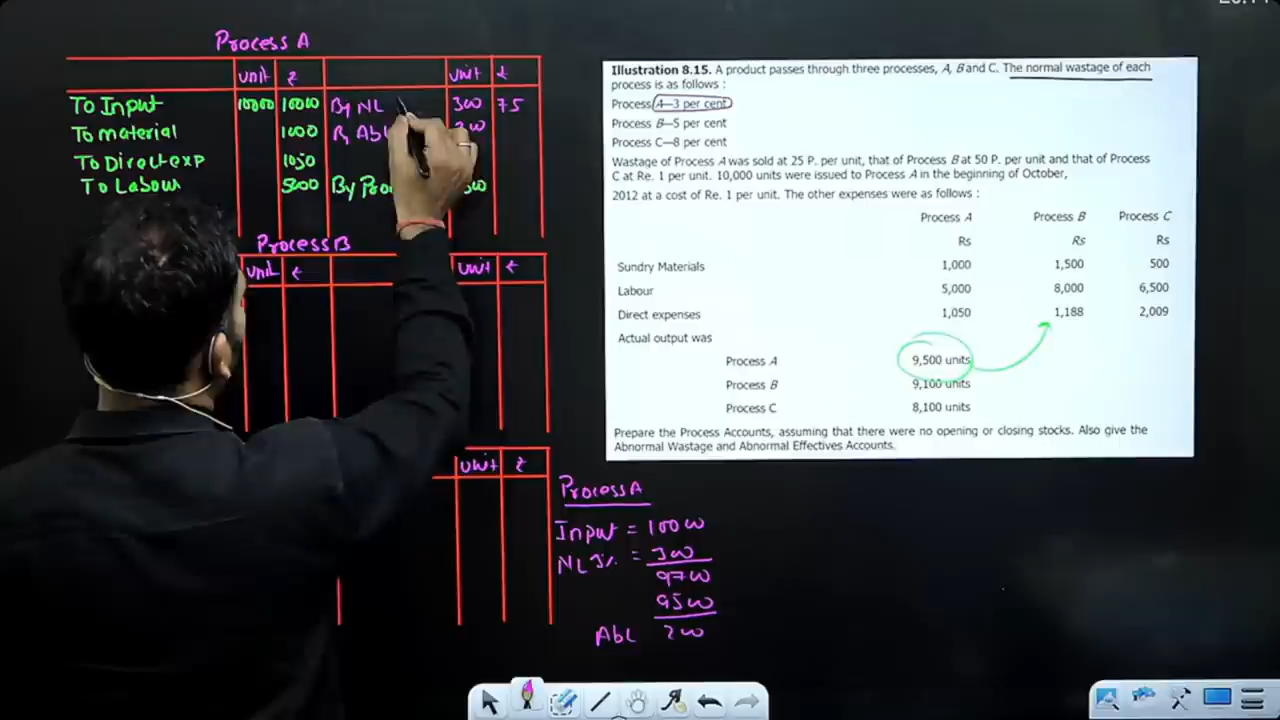 Process A
unit ₹ unit ₹
To Input 10000 10000 By NL 300 75
To material 1000 By AbL
To Direct exp 1050
To Labour 5000
Process B
unit ₹ unit ₹
unit ₹
Illustration 8.15. A product passes through three processes, A, B and C. The normal wastage of each
process is as follows :
Process A—3 per cent
Process B—5 per cent
Process C—8 per cent
Wastage of Process A was sold at 25 P. per unit, that of Process B at 50 P. per unit and that of Process
C at Re. 1 per unit. 10,000 units were issued to Process A in the beginning of October,
2012 at a cost of Re. 1 per unit. The other expenses were as follows :
Process A Process B Process C
Rs Rs Rs
Sundry Materials 1,000 1,500 500
Labour 5,000 8,000 6,500
Direct expenses 1,050 1,188 2,009
Actual output was
Process A 9,500 units
Process B 9,100 units
Process C 8,100 units
Prepare the Process Accounts, assuming that there were no opening or closing stocks. Also give the
Abnormal Wastage and Abnormal Effectives Accounts.
Process A
Input = 10000
NL 3% = 300
9700
9500
AbL 200